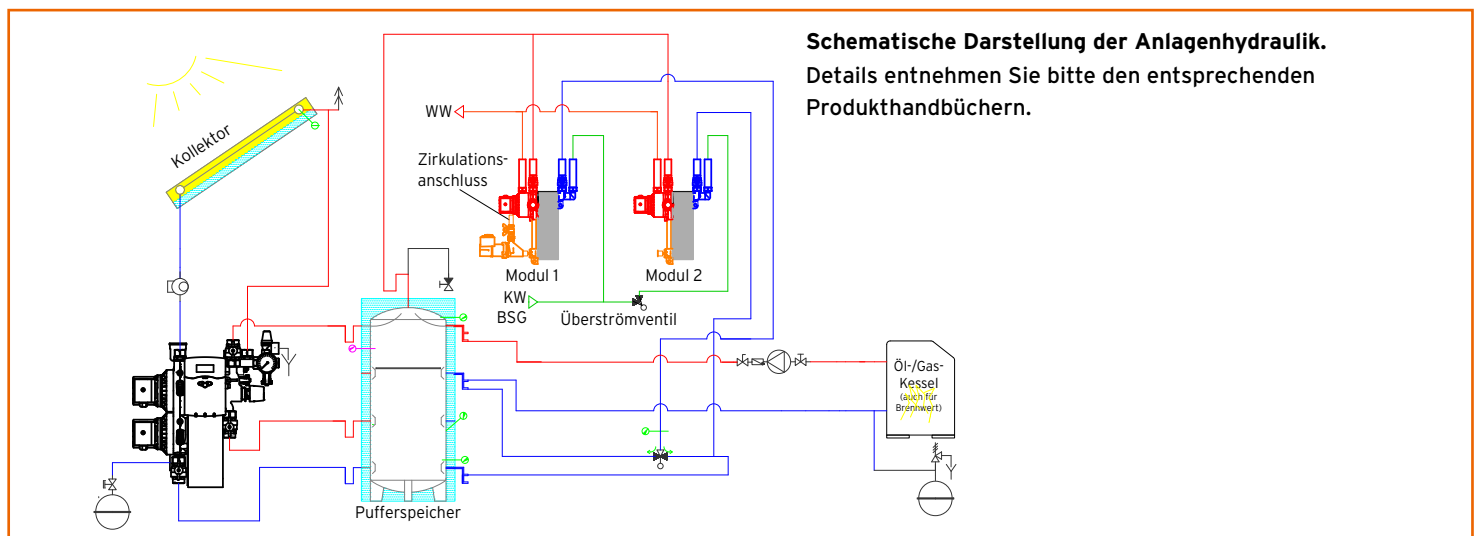 Schematische Darstellung der Anlagenhydraulik.
Details entnehmen Sie bitte den entsprechenden
Produkthandbüchern.
Kollektor
WW
Zirkulations-
anschluss
Modul 1
Modul 2
KW
BSG
Überströmventil
Öl-/Gas-
Kessel
(auch für
Brennwert)
Pufferspeicher